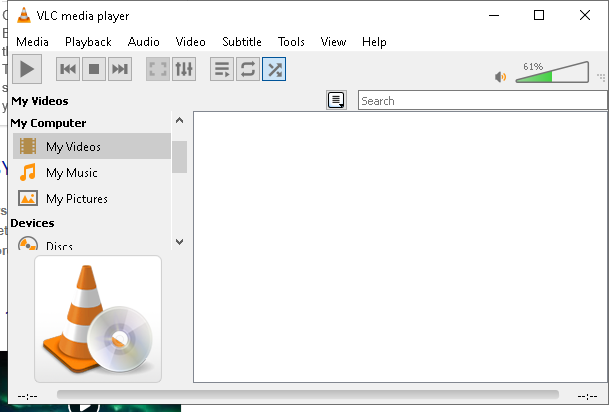 VLC media player
Media Playback Audio Video Subtitle Tools View Help
61%
My Videos
Search
My Computer
My Videos
My Music
My Pictures
Devices
Discs
--:-- --:--